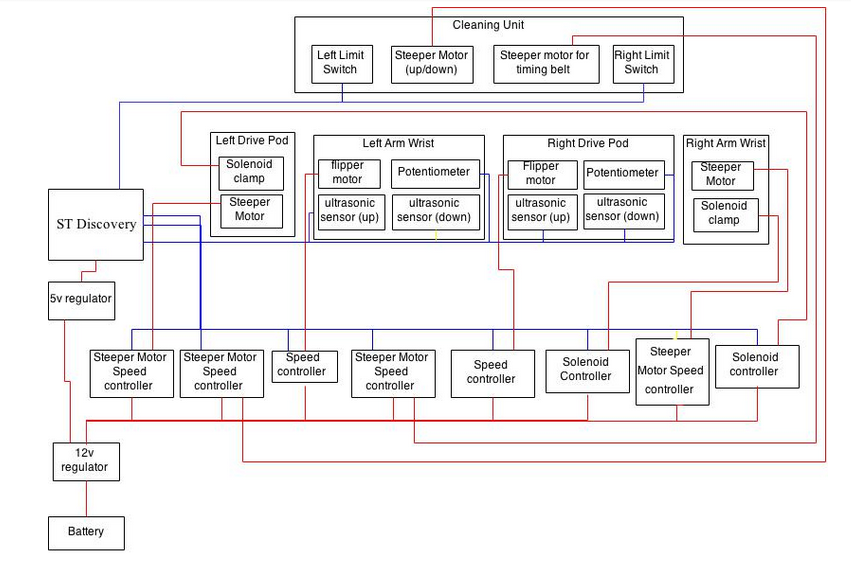 Cleaning Unit
Left Limit
Switch
Steeper Motor
(up/down)
Steeper motor for
timing belt
Right Limit
Switch
Left Drive Pod
Solenoid
clamp
Steeper
Motor
Left Arm Wrist
flipper
motor
Potentiometer
ultrasonic
sensor (up)
ultrasonic
sensor (down)
Right Drive Pod
Flipper
motor
Potentiometer
ultrasonic
sensor (up)
ultrasonic
sensor (down)
Right Arm Wrist
Steeper
Motor
Solenoid
clamp
ST Discovery
5v regulator
Steeper Motor
Speed
controller
Steeper Motor
Speed
controller
Speed
controller
Steeper Motor
Speed
controller
Speed
controller
Solenoid
Controller
Steeper
Motor Speed
controller
Solenoid
controller
12v
regulator
Battery